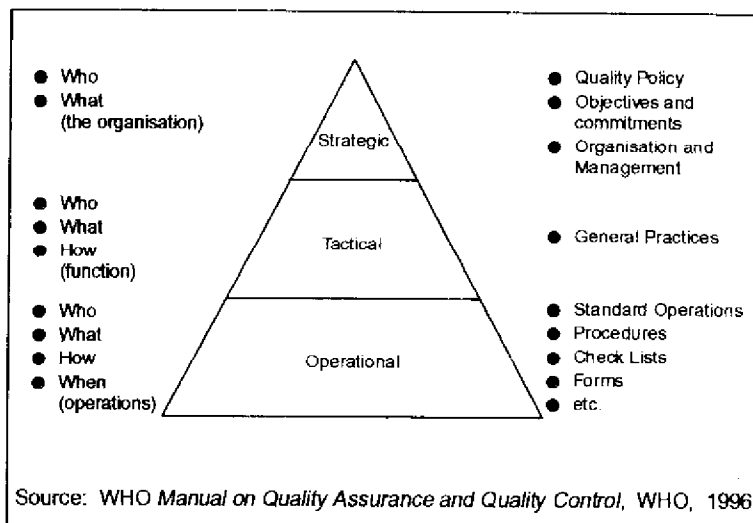 ● Who
● What
(the organisation)
Strategic
● Quality Policy
● Objectives and
commitments
● Organisation and
Management
● Who
● What
● How
(function)
Tactical
● General Practices
● Who
● What
● How
● When
(operations)
Operational
● Standard Operations
● Procedures
● Check Lists
● Forms
● etc.
Source: WHO Manual on Quality Assurance and Quality Control, WHO, 1996